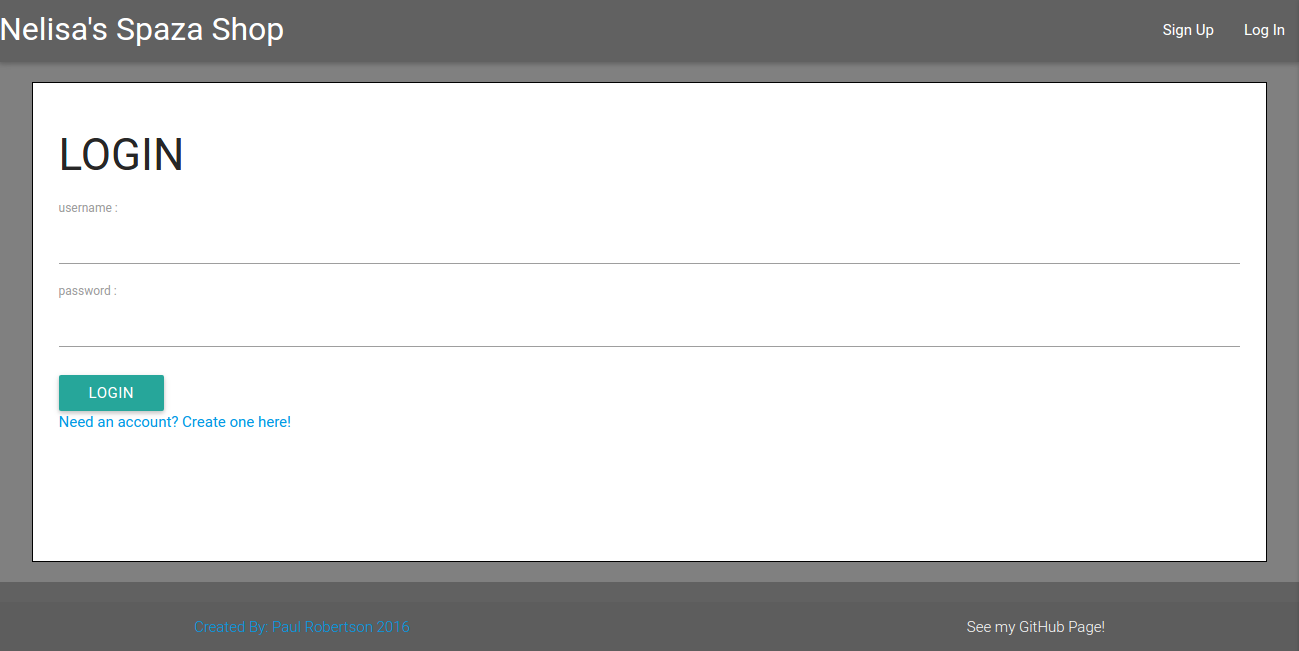 Nelisa's Spaza Shop
Sign Up
Log In
LOGIN
username :
password :
LOGIN
Need an account? Create one here!
Created By: Paul Robertson 2016
See my GitHub Page!